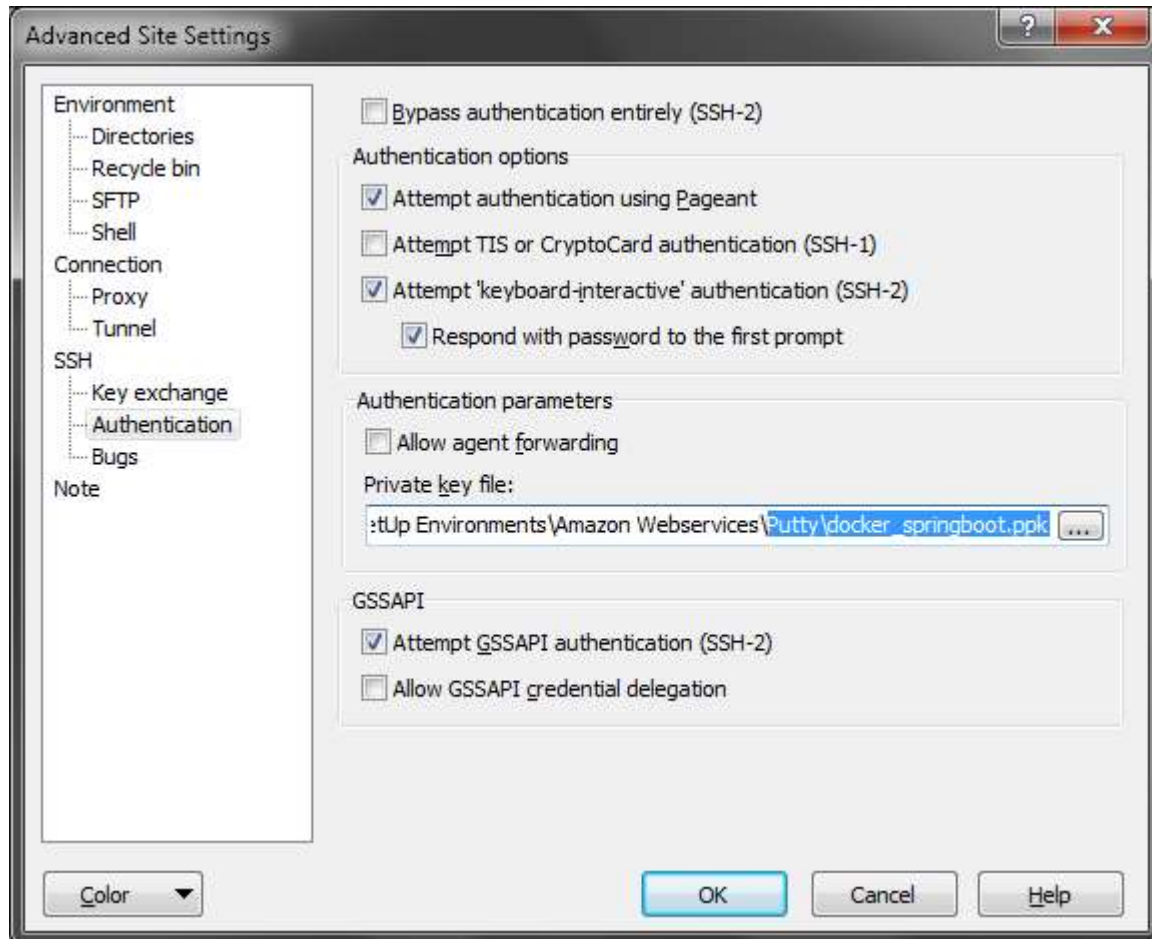 Advanced Site Settings
Environment
Directories
Recycle bin
SFTP
Shell
Connection
Proxy
Tunnel
SSH
Key exchange
Authentication
Bugs
Note
Bypass authentication entirely (SSH-2)
Authentication options
Attempt authentication using Pageant
Attempt TIS or CryptoCard authentication (SSH-1)
Attempt 'keyboard-interactive' authentication (SSH-2)
Respond with password to the first prompt
Authentication parameters
Allow agent forwarding
Private key file:
etUp Environments\Amazon Webservices\Putty\docker_springboot.ppk ...
GSSAPI
Attempt GSSAPI authentication (SSH-2)
Allow GSSAPI credential delegation
Color
OK
Cancel
Help